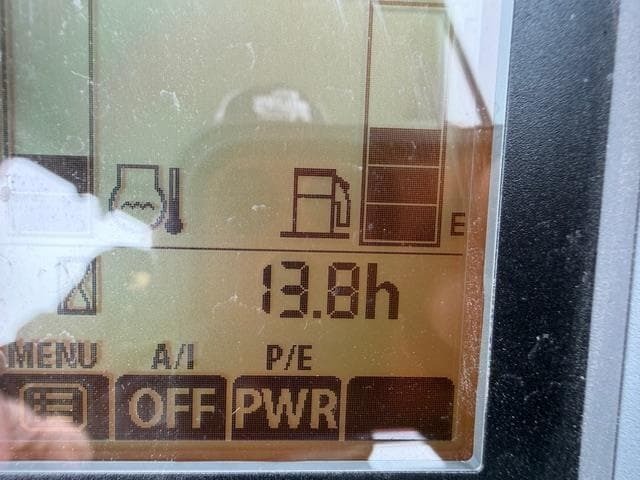 E
13.8h
MENU A/I P/E
OFF PWR